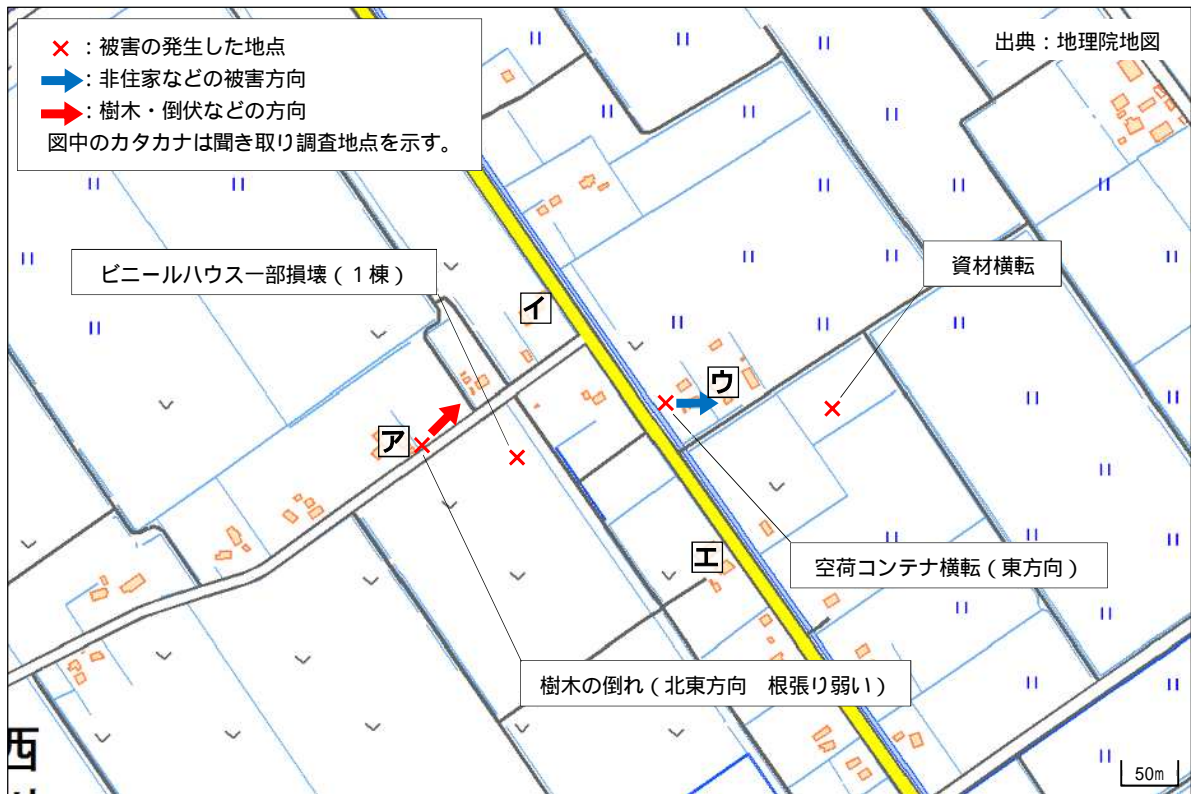 ×：被害の発生した地点
：非住家などの被害方向
：樹木・倒伏などの方向
図中のカタカナは聞き取り調査地点を示す。
出典：地理院地図
ビニールハウス一部損壊（１棟）
資材横転
イ
ウ
ア
エ
空荷コンテナ横転（東方向）
樹木の倒れ（北東方向　根張り弱い）
西
50m